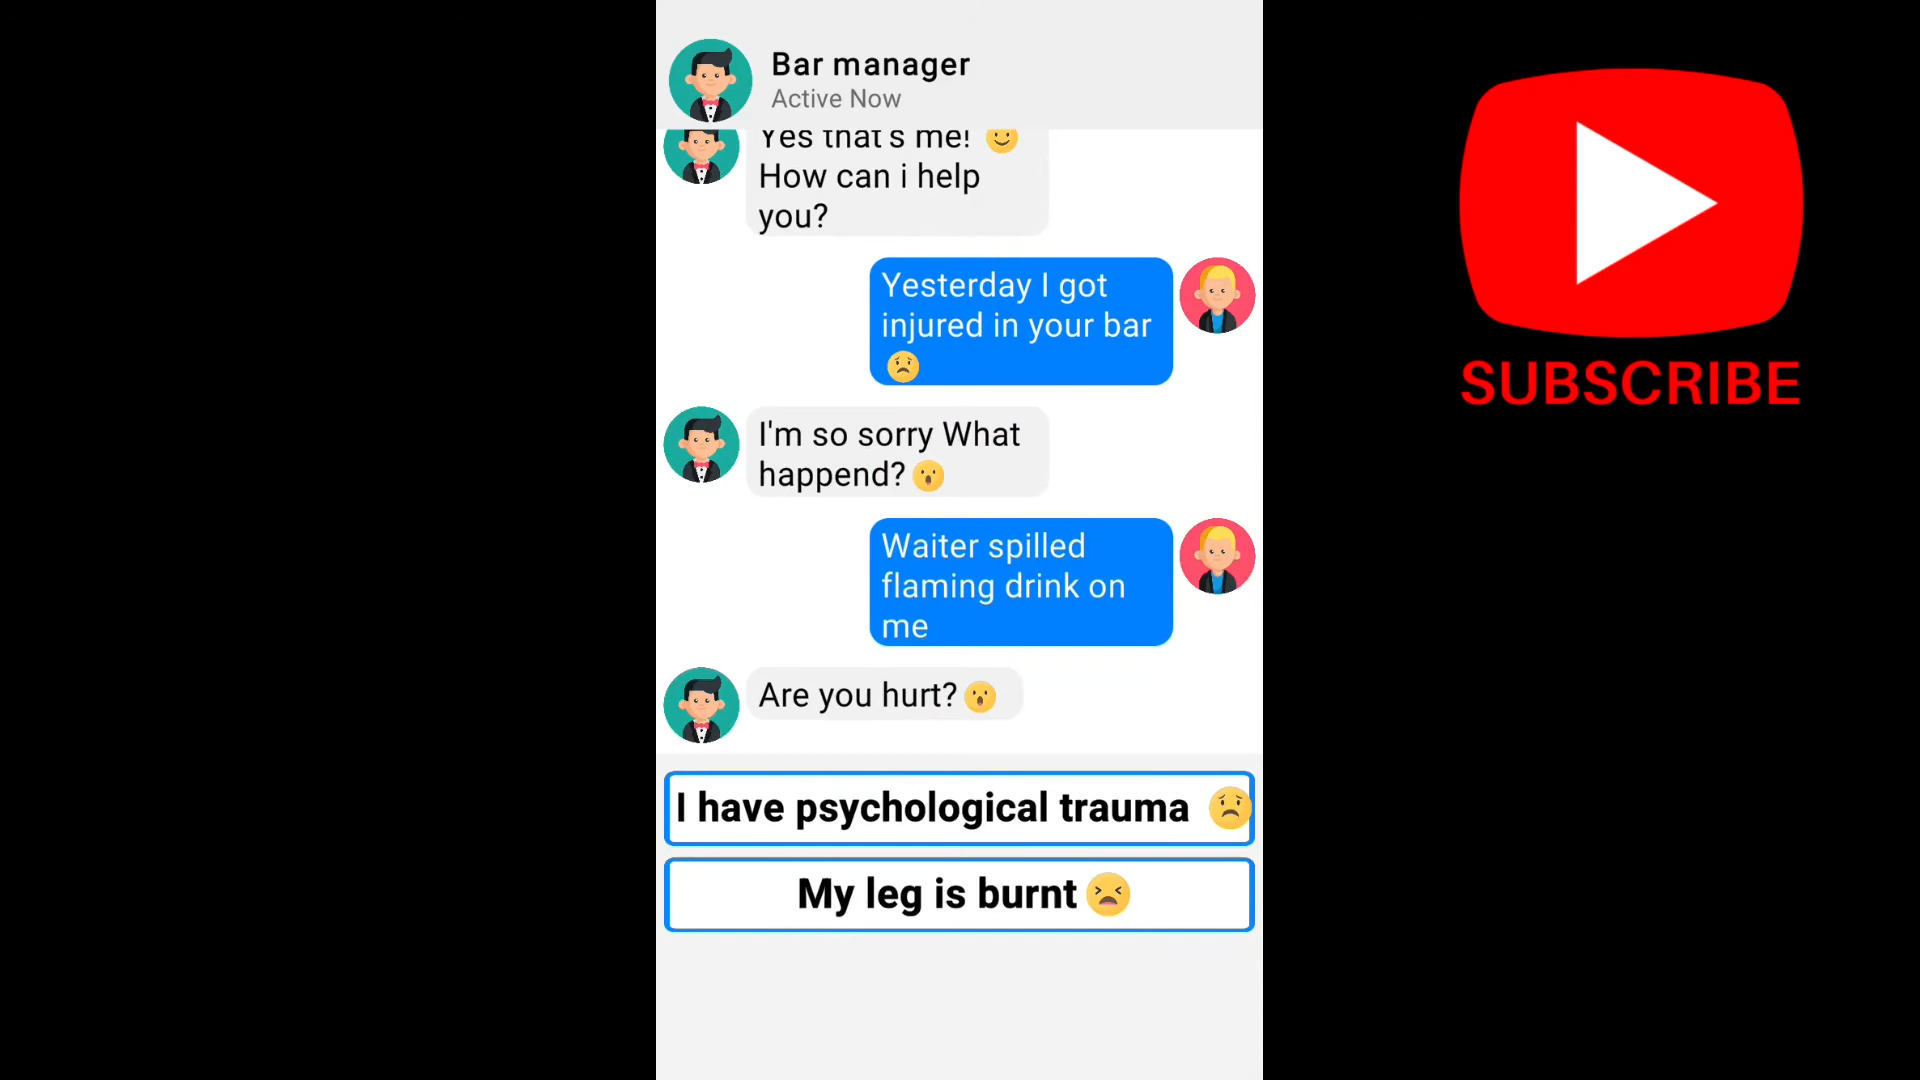 Bar manager
Active Now
Yes that's me! 🙂
How can i help
you?
Yesterday I got
injured in your bar
😟
I'm so sorry What
happend? 😯
Waiter spilled
flaming drink on
me
Are you hurt? 😯
I have psychological trauma 😟
My leg is burnt 😣
SUBSCRIBE